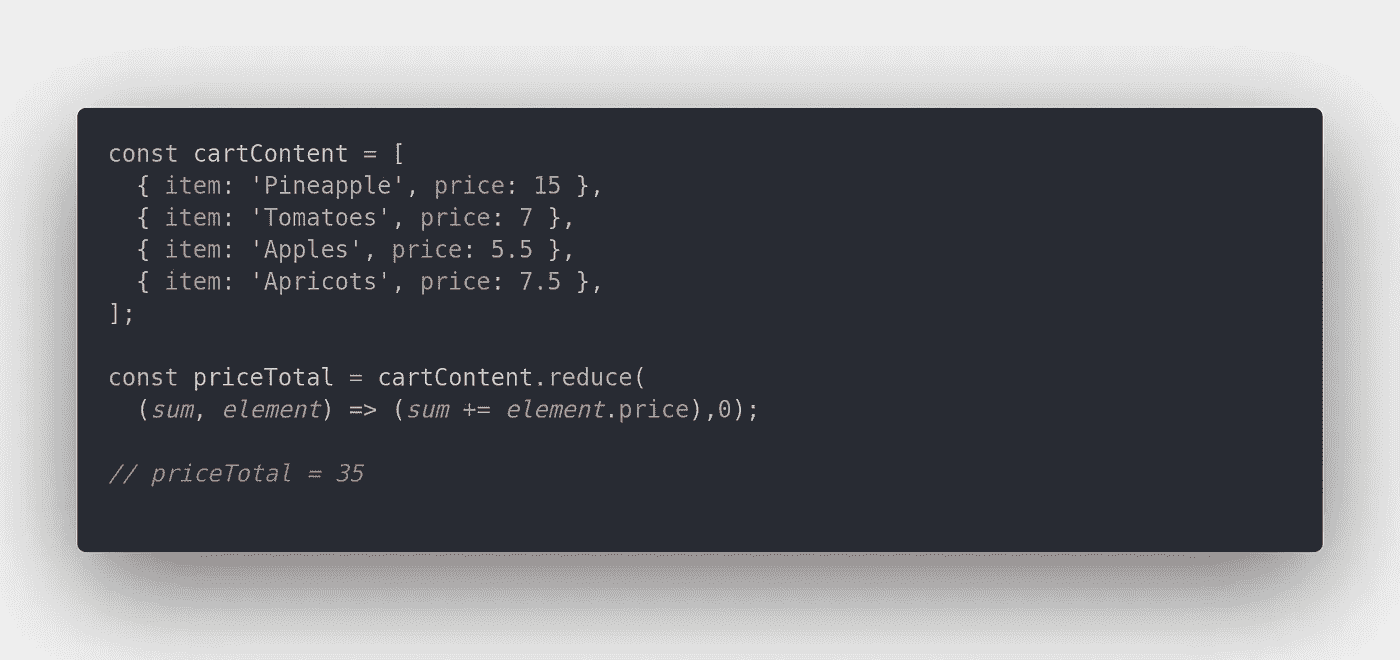 const cartContent = [
  { item: 'Pineapple', price: 15 },
  { item: 'Tomatoes', price: 7 },
  { item: 'Apples', price: 5.5 },
  { item: 'Apricots', price: 7.5 },
];
const priceTotal = cartContent.reduce(
  (sum, element) => (sum += element.price),0);
// priceTotal = 35